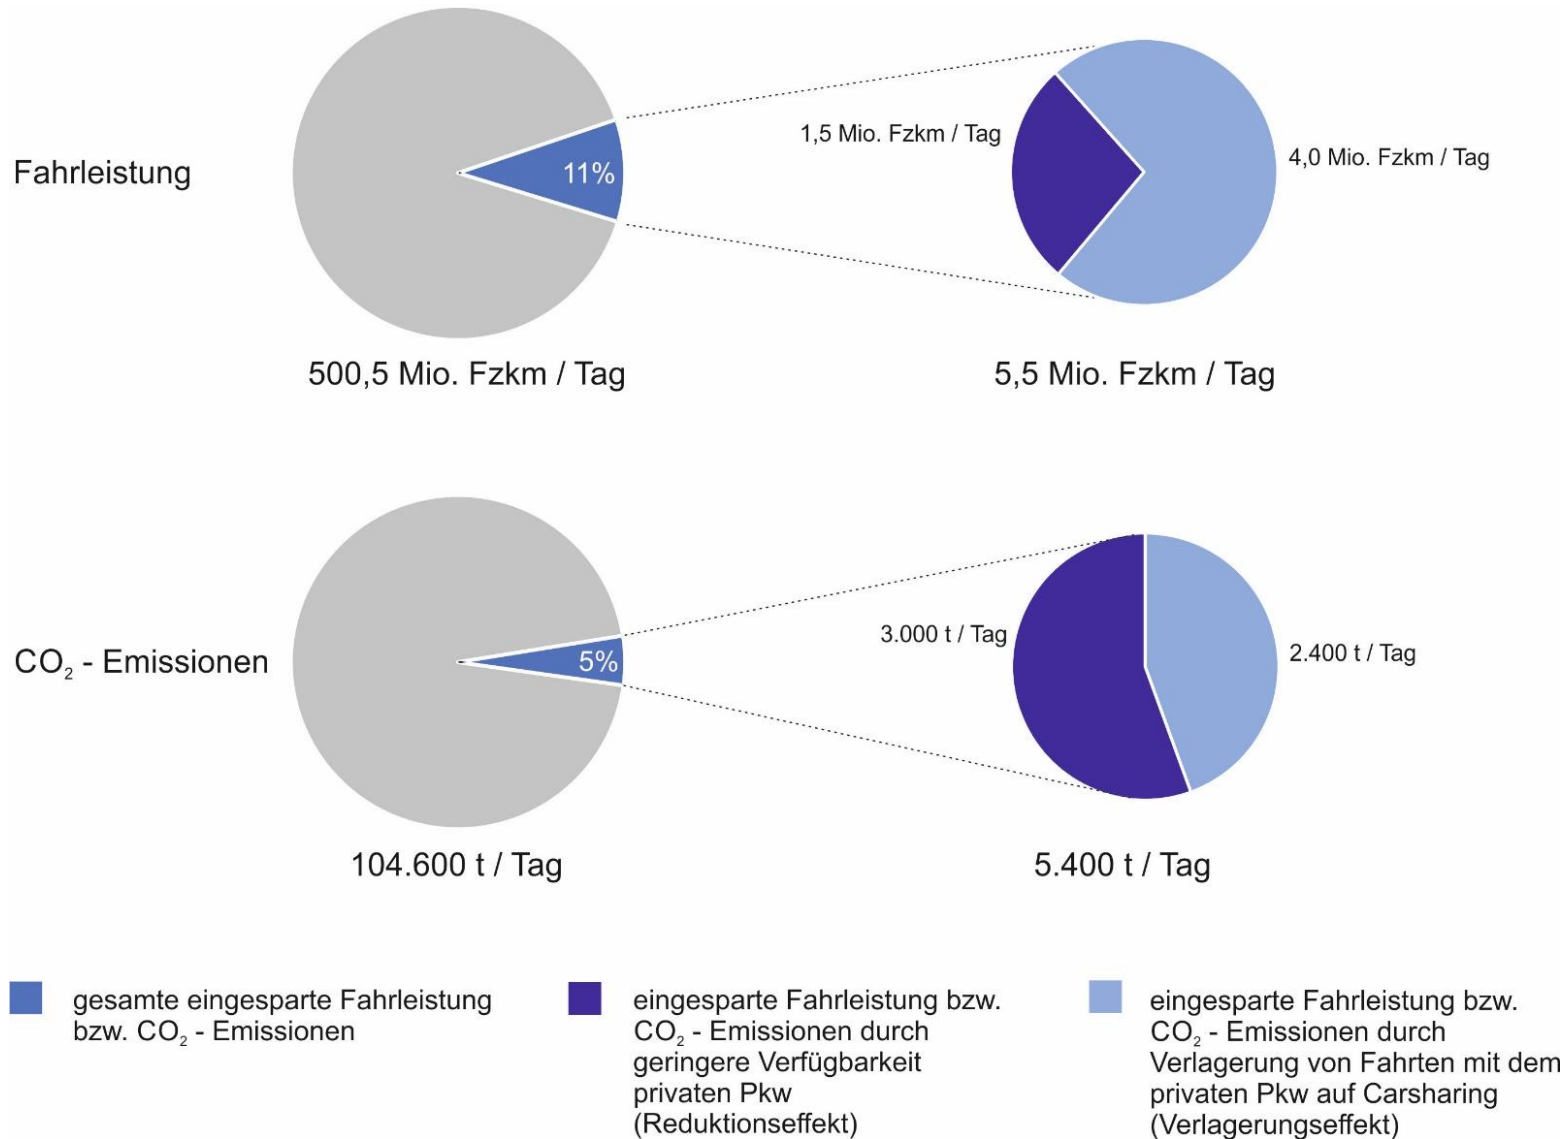 Fahrleistung
11%
1,5 Mio. Fzkm / Tag
4,0 Mio. Fzkm / Tag
500,5 Mio. Fzkm / Tag
5,5 Mio. Fzkm / Tag
CO₂ - Emissionen
5%
3.000 t / Tag
2.400 t / Tag
104.600 t / Tag
5.400 t / Tag
gesamte eingesparte Fahrleistung
bzw. CO₂ - Emissionen
eingesparte Fahrleistung bzw.
CO₂ - Emissionen durch
geringere Verfügbarkeit
privaten Pkw
(Reduktionseffekt)
eingesparte Fahrleistung bzw.
CO₂ - Emissionen durch
Verlagerung von Fahrten mit dem
privaten Pkw auf Carsharing
(Verlagerungseffekt)